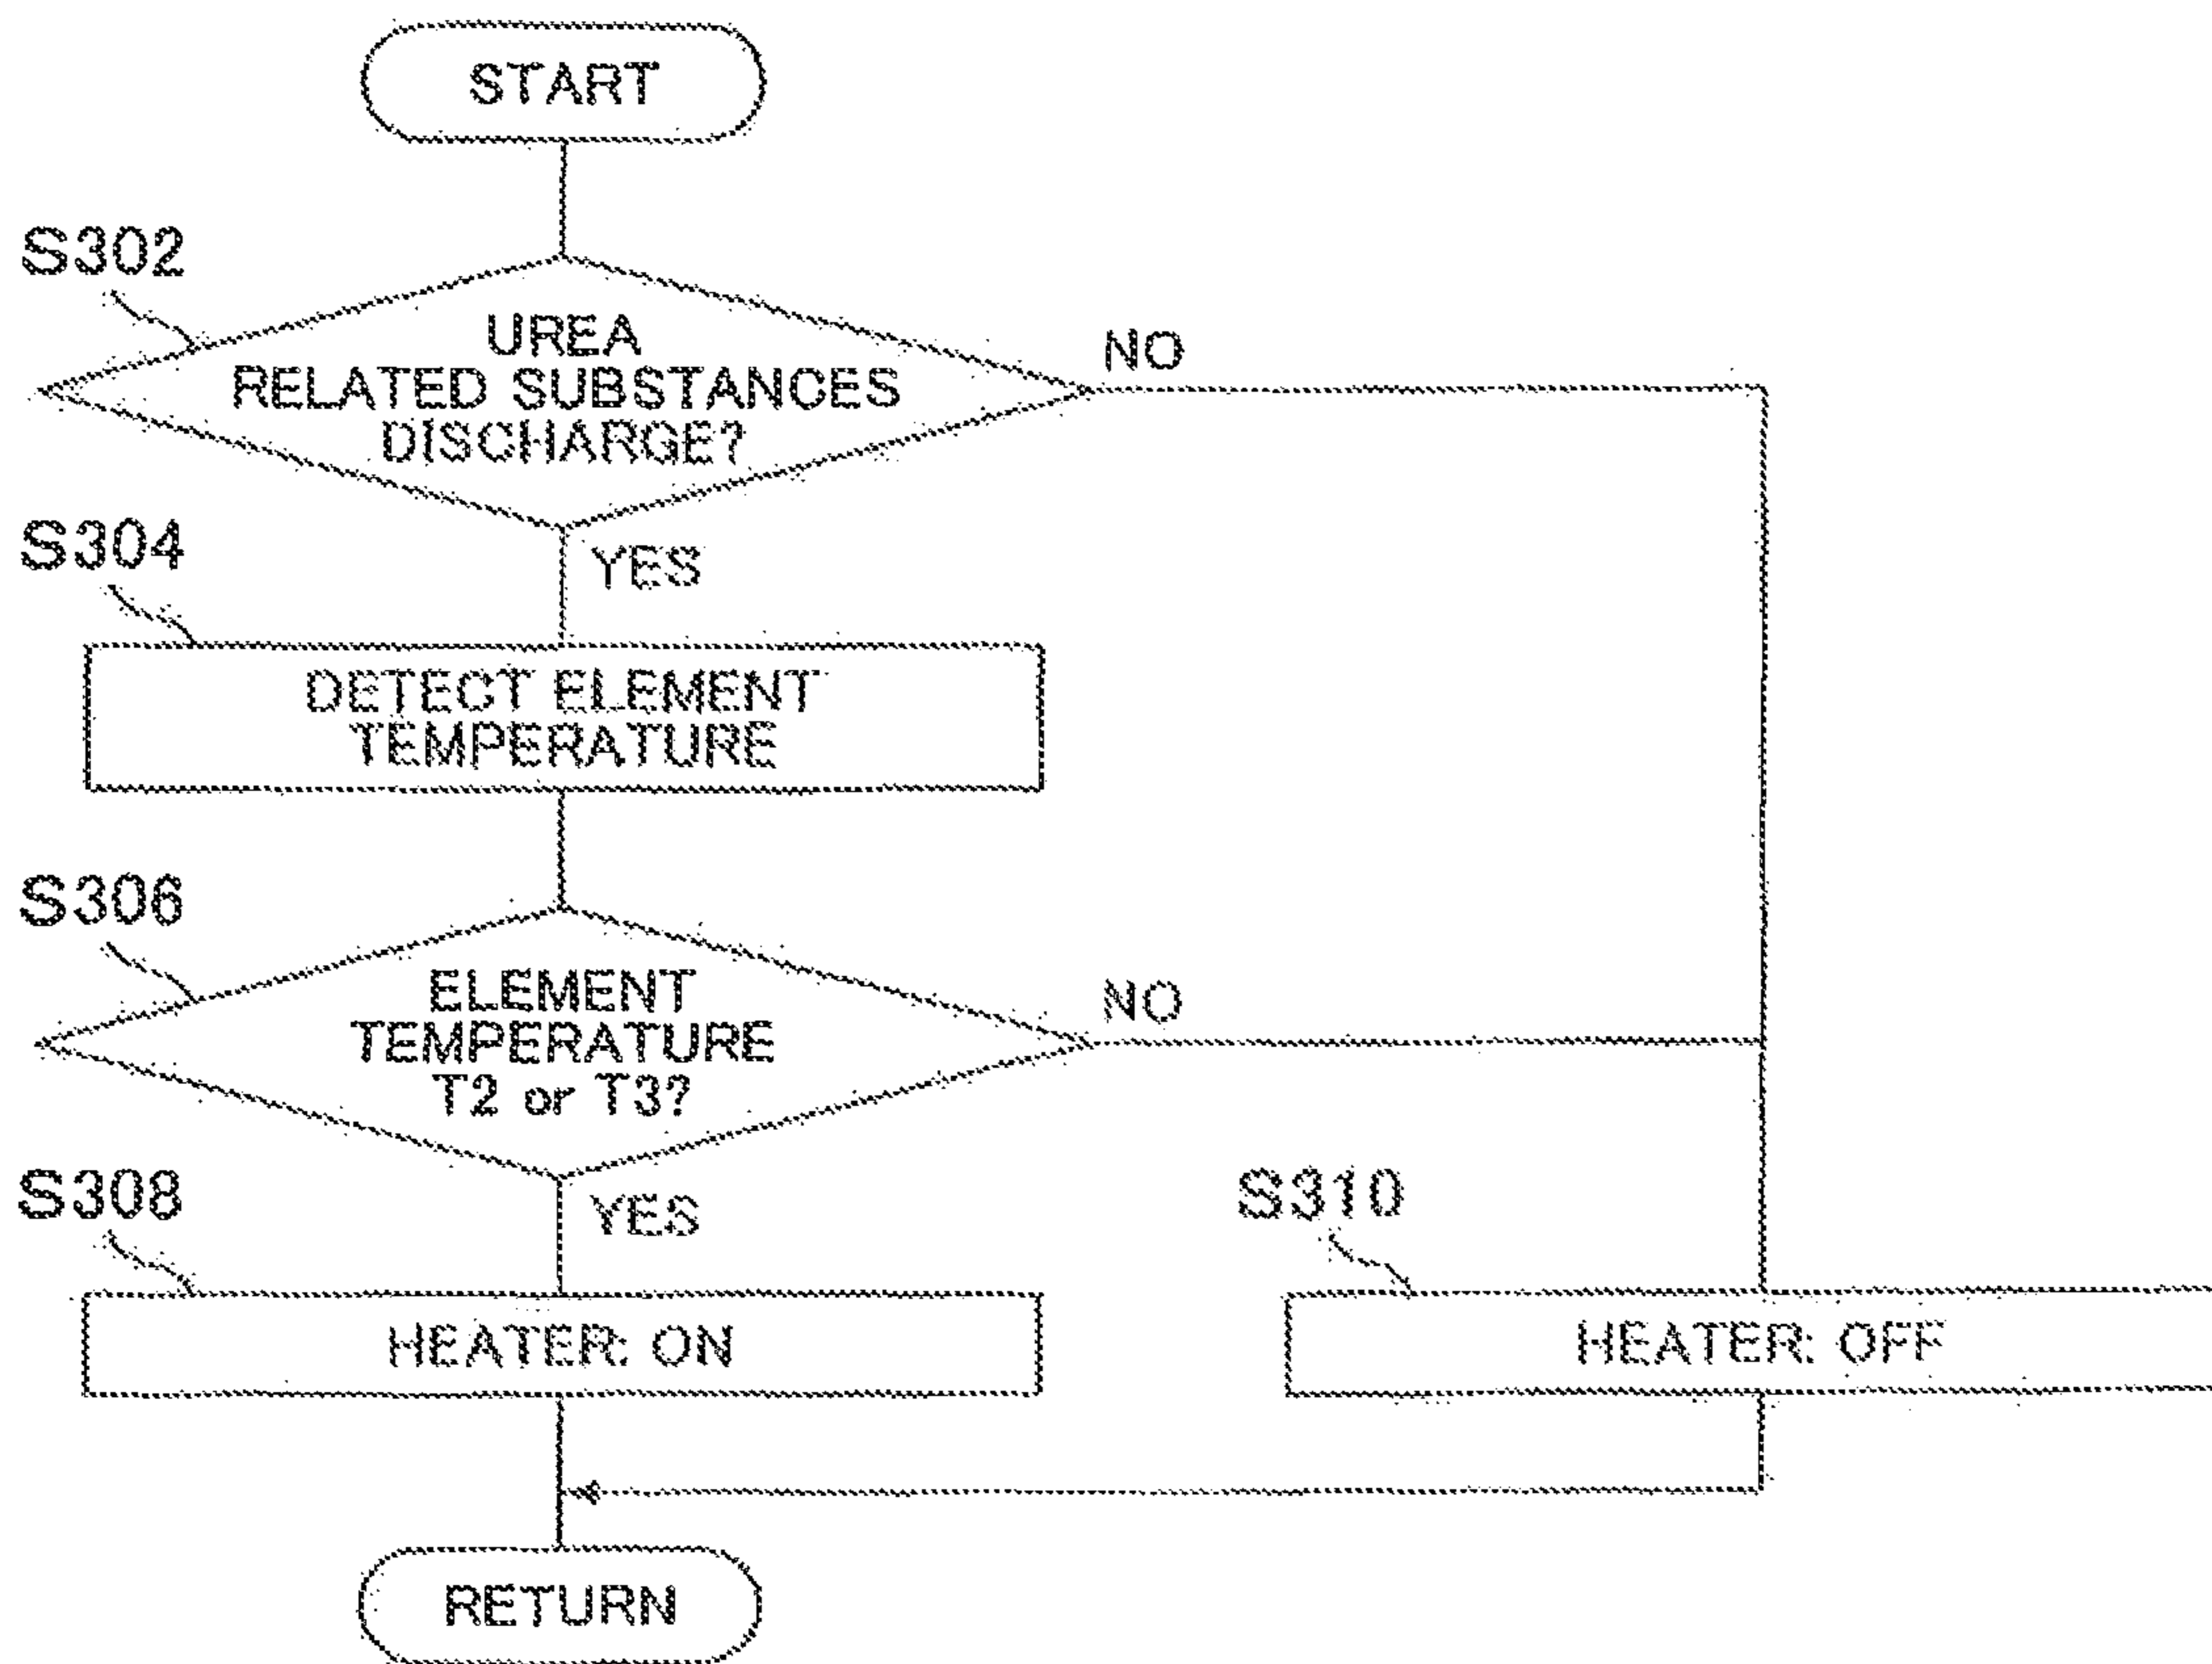 START
S302
UREA
RELATED SUBSTANCES
DISCHARGE?
NO
S304
YES
DETECT ELEMENT
TEMPERATURE
S306
ELEMENT
TEMPERATURE
T2 or T3?
NO
S308
YES
S310
HEATER: ON
HEATER: OFF
RETURN